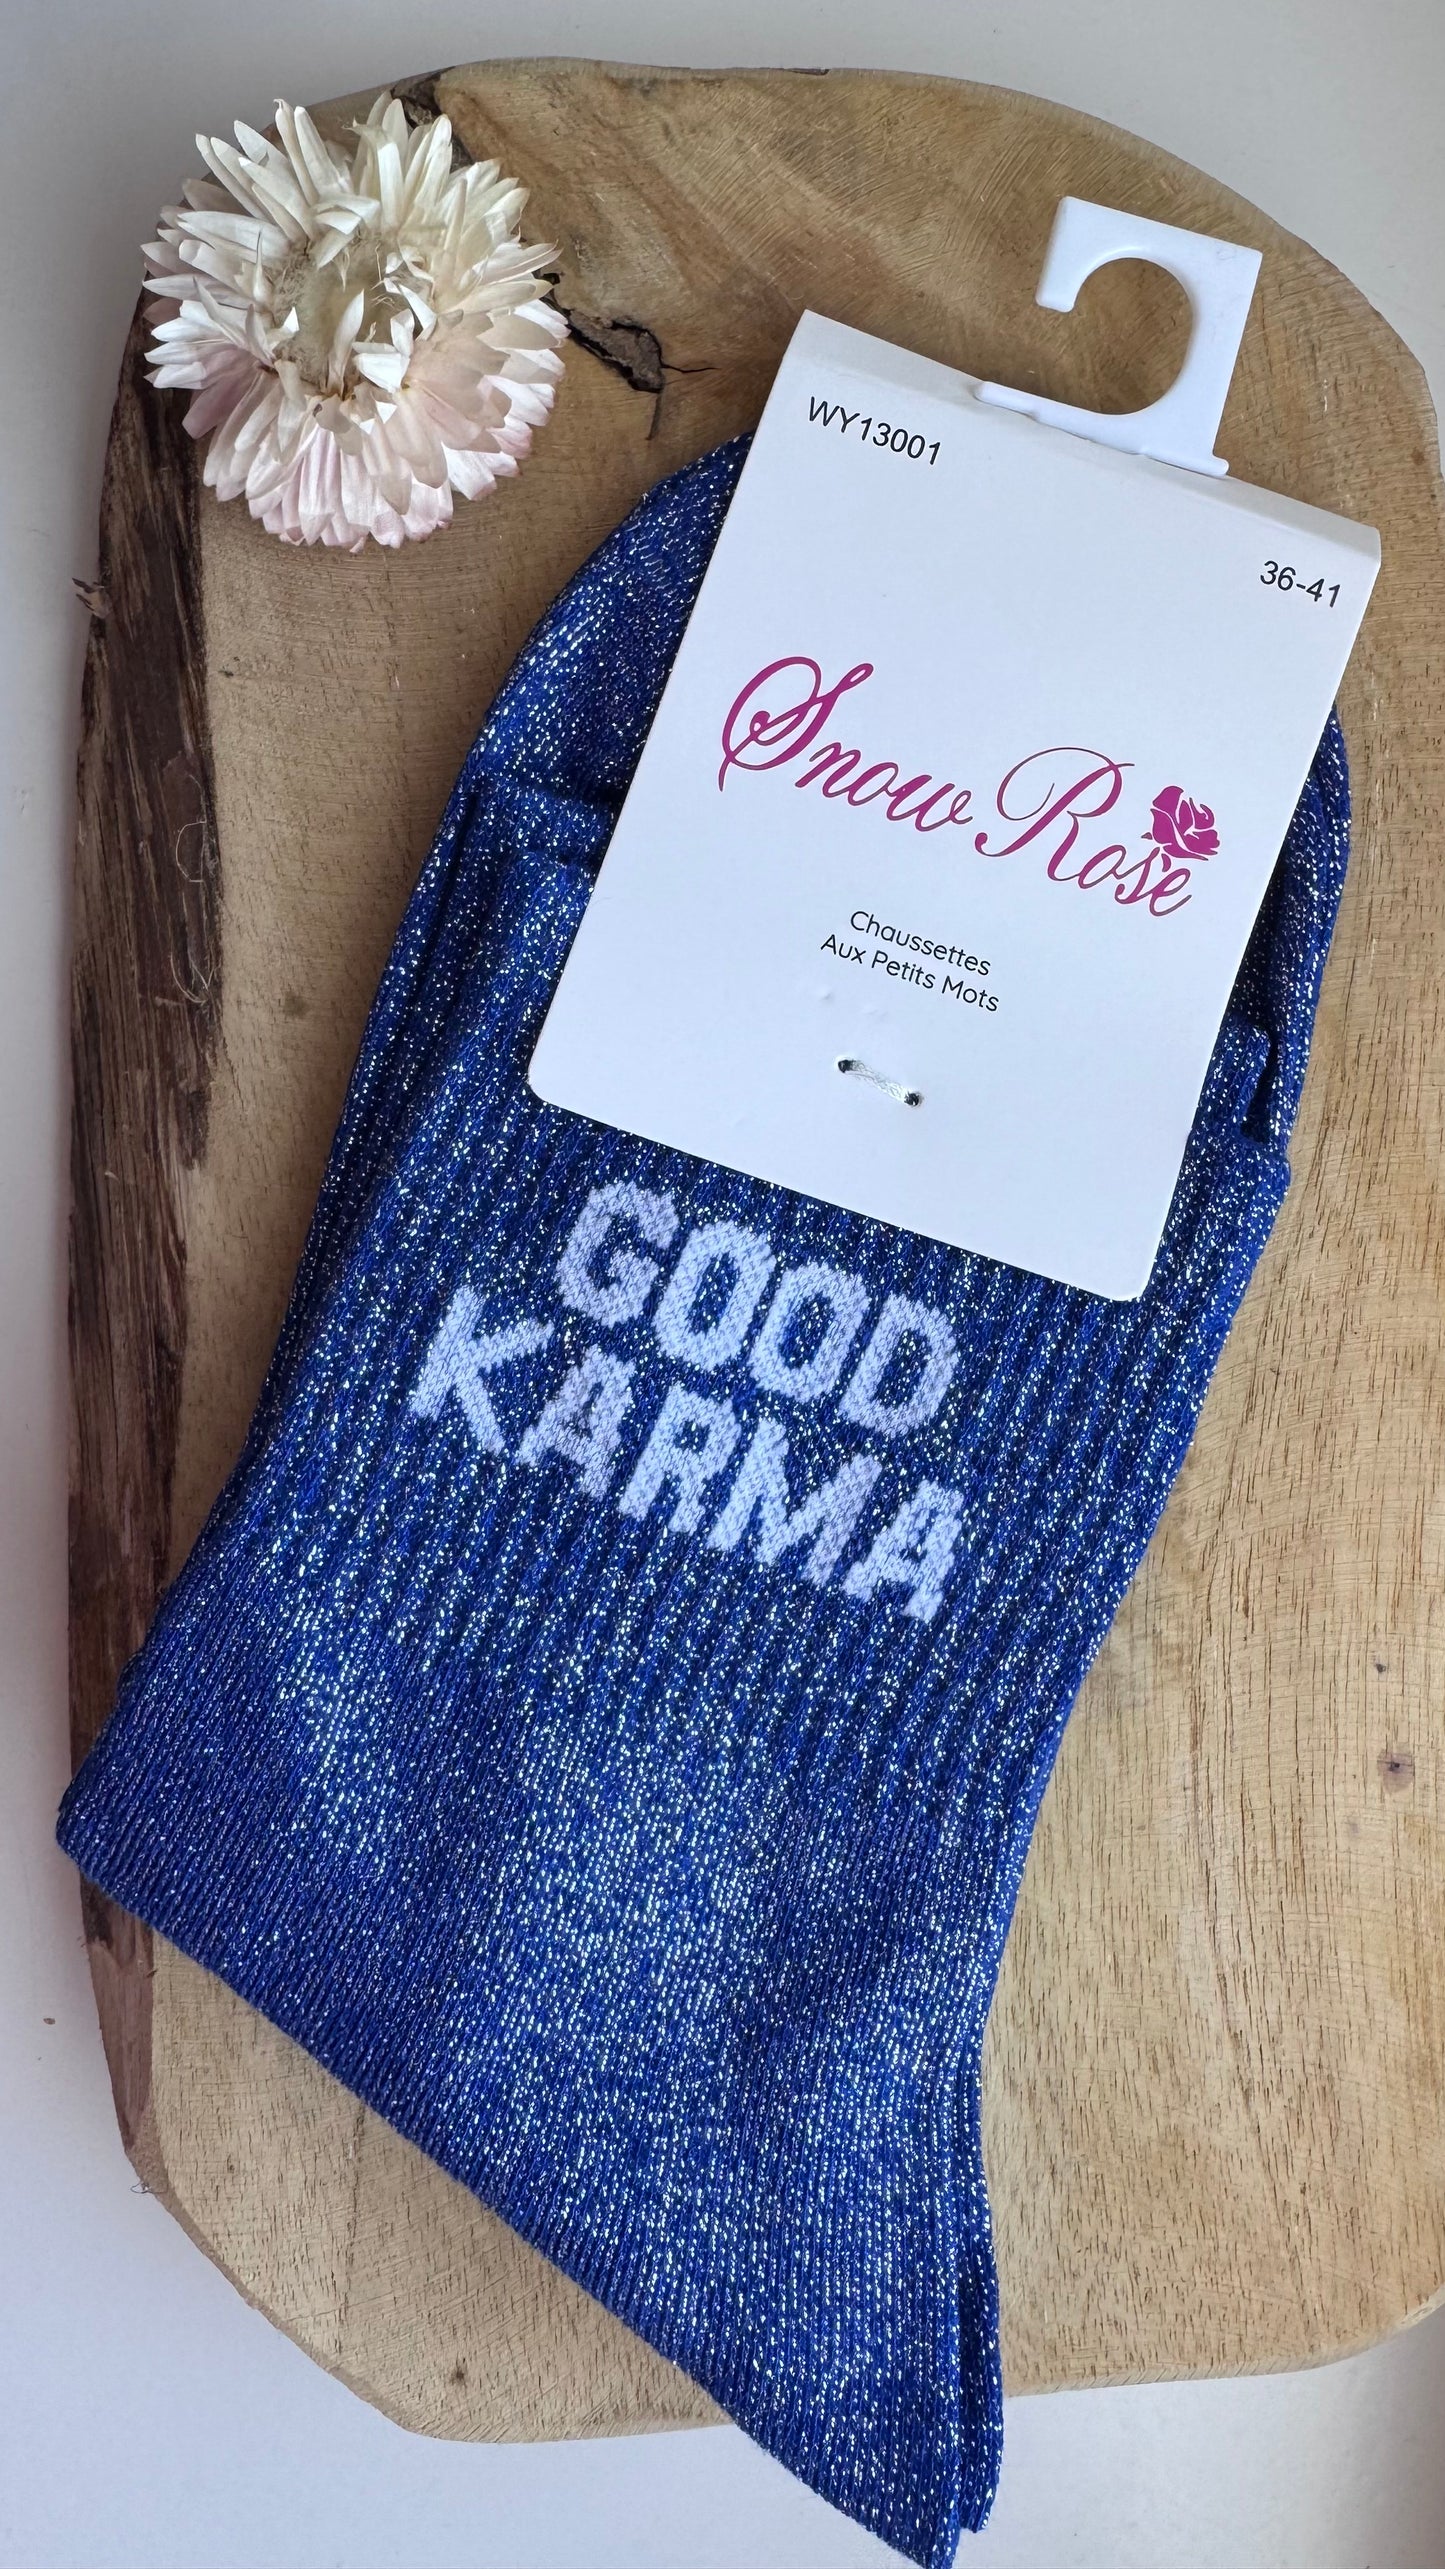 WY13001
36-41
Snow Rose
Chaussettes
Aux Petits Mots
GOOD
KARMA